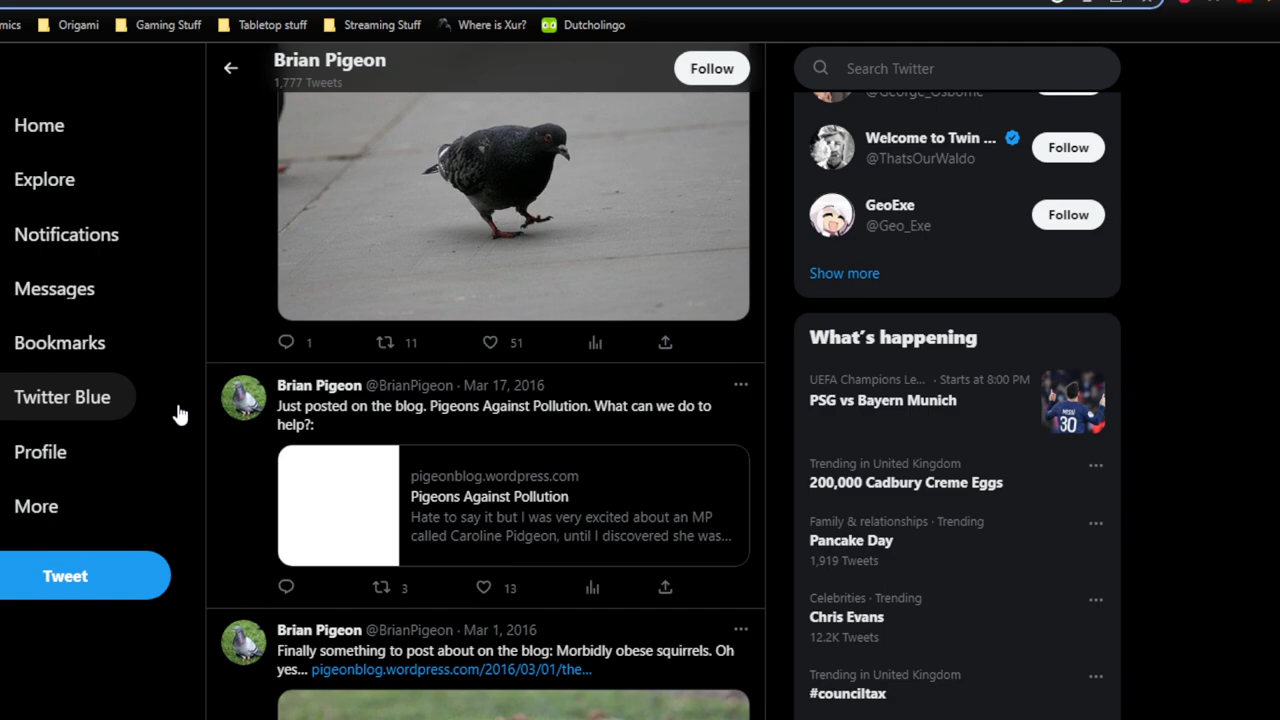 mics Origami Gaming Stuff Tabletop stuff Streaming Stuff Where is Xur? Dutcholingo
Brian Pigeon
1,777 Tweets
Follow
Home
Explore
Notifications
Messages
Bookmarks
Twitter Blue
Profile
More
Tweet
1 11 51
Brian Pigeon @BrianPigeon · Mar 17, 2016
Just posted on the blog. Pigeons Against Pollution. What can we do to
help?:
pigeonblog.wordpress.com
Pigeons Against Pollution
Hate to say it but I was very excited about an MP
called Caroline Pidgeon, until I discovered she was...
3 13
Brian Pigeon @BrianPigeon · Mar 1, 2016
Finally something to post about on the blog: Morbidly obese squirrels. Oh
yes... pigeonblog.wordpress.com/2016/03/01/the...
Search Twitter
@George_Osborne
Welcome to Twin ...
@ThatsOurWaldo
Follow
GeoExe
@Geo_Exe
Follow
Show more
What's happening
UEFA Champions Le... · Starts at 8:00 PM
PSG vs Bayern Munich
30
Trending in United Kingdom
200,000 Cadbury Creme Eggs
Family & relationships · Trending
Pancake Day
1,919 Tweets
Celebrities · Trending
Chris Evans
12.2K Tweets
Trending in United Kingdom
#counciltax